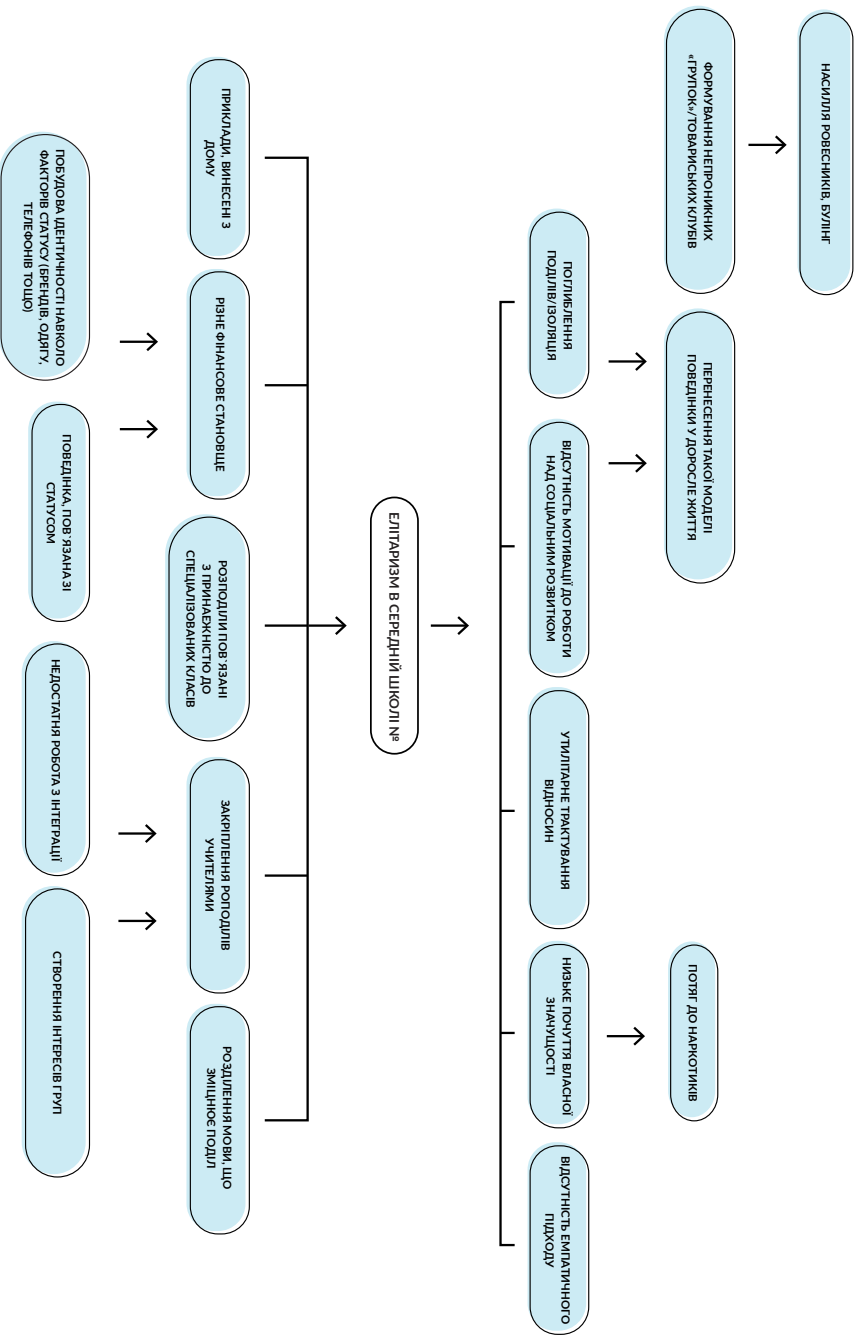 НАСИЛЛЯ РОВЕСНИКІВ, БУЛІНГ
ФОРМУВАННЯ НЕПРОНИКНИХ
«ГРУПОК»/ТОВАРИСЬКИХ КЛУБІВ
ПЕРЕНЕСЕННЯ ТАКОЇ МОДЕЛІ
ПОВЕДІНКИ У ДОРОСЛЕ ЖИТТЯ
ПОТЯГ ДО НАРКОТИКІВ
ПОГЛИБЛЕННЯ
ПОДІЛІВ/ІЗОЛЯЦІЯ
ВІДСУТНІСТЬ МОТИВАЦІЇ ДО РОБОТИ
НАД СОЦІАЛЬНИМ РОЗВИТКОМ
УТИЛІТАРНЕ ТРАКТУВАННЯ
ВІДНОСИН
НИЗЬКЕ ПОЧУТТЯ ВЛАСНОЇ
ЗНАЧУЩОСТІ
ВІДСУТНІСТЬ ЕМПАТИЧНОГО
ПІДХОДУ
ЕЛІТАРИЗМ В СЕРЕДНІЙ ШКОЛІ №
ПРИКЛАДИ, ВИНЕСЕНІ З
ДОМУ
РІЗНЕ ФІНАНСОВЕ СТАНОВЩЕ
РОЗПОДІЛИ ПОВ`ЯЗАНІ
З ПРИНАЕЖНІСТЮ ДО
СПЕЦІАЛІЗОВАНИХ КЛАСІВ
ЗАКРІПЛЕННЯ РОПОДІЛІВ
УЧИТЕЛЯМИ
РОЗДІЛЕННЯ МОВИ, ЩО
ЗМІЦНЮЄ ПОДІЛ
ПОБУДОВА ІДЕНТИЧНОСТІ НАВКОЛО
ФАКТОРІВ СТАТУСУ (БРЕНДІВ, ОДЯГУ,
ТЕЛЕФОНІВ ТОЩО)
ПОВЕДІНКА, ПОВ`ЯЗАНА ЗІ
СТАТУСОМ
НЕДОСТАТНЯ РОБОТА З ІНТЕГРАЦІЇ
СТВОРЕННЯ ІНТЕРЕСІВ ГРУП